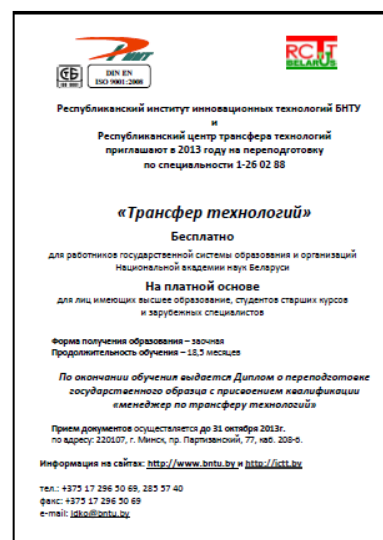 РИИТ
СТБ
DIN EN
ISO 9001:2008
RCTT
BELARUS
Республиканский институт инновационных технологий БНТУ
и
Республиканский центр трансфера технологий
приглашают в 2013 году на переподготовку
по специальности 1-26 02 88
«Трансфер технологий»
Бесплатно
для работников государственной системы образования и организаций
Национальной академии наук Беларуси
На платной основе
для лиц имеющих высшее образование, студентов старших курсов
и зарубежных специалистов
Форма получения образования – заочная
Продолжительность обучения – 18,5 месяцев
По окончании обучения выдается Диплом о переподготовке
государственного образца с присвоением квалификации
«менеджер по трансферу технологий»
Прием документов осуществляется до 31 октября 2013г.
по адресу: 220107, г. Минск, пр. Партизанский, 77, каб. 208-6.
Информация на сайтах: http://www.bntu.by и http://ictt.by
тел.: +375 17 296 50 69, 285 57 40
факс: +375 17 296 50 69
e-mail: idko@bntu.by